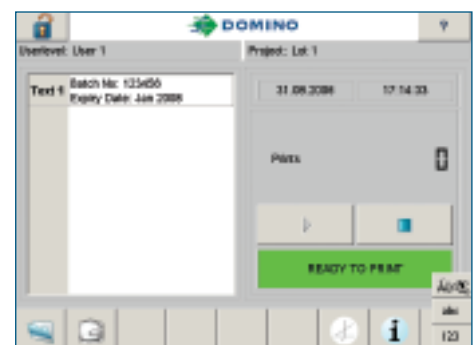 DOMINO
?
Userlevel: User 1
Project: Lot 1
Text 1
Batch No: 123456
Expiry Date: Jan 2008
31.08.2006
17:14:33
Prints
0
READY TO PRINT
abc
123